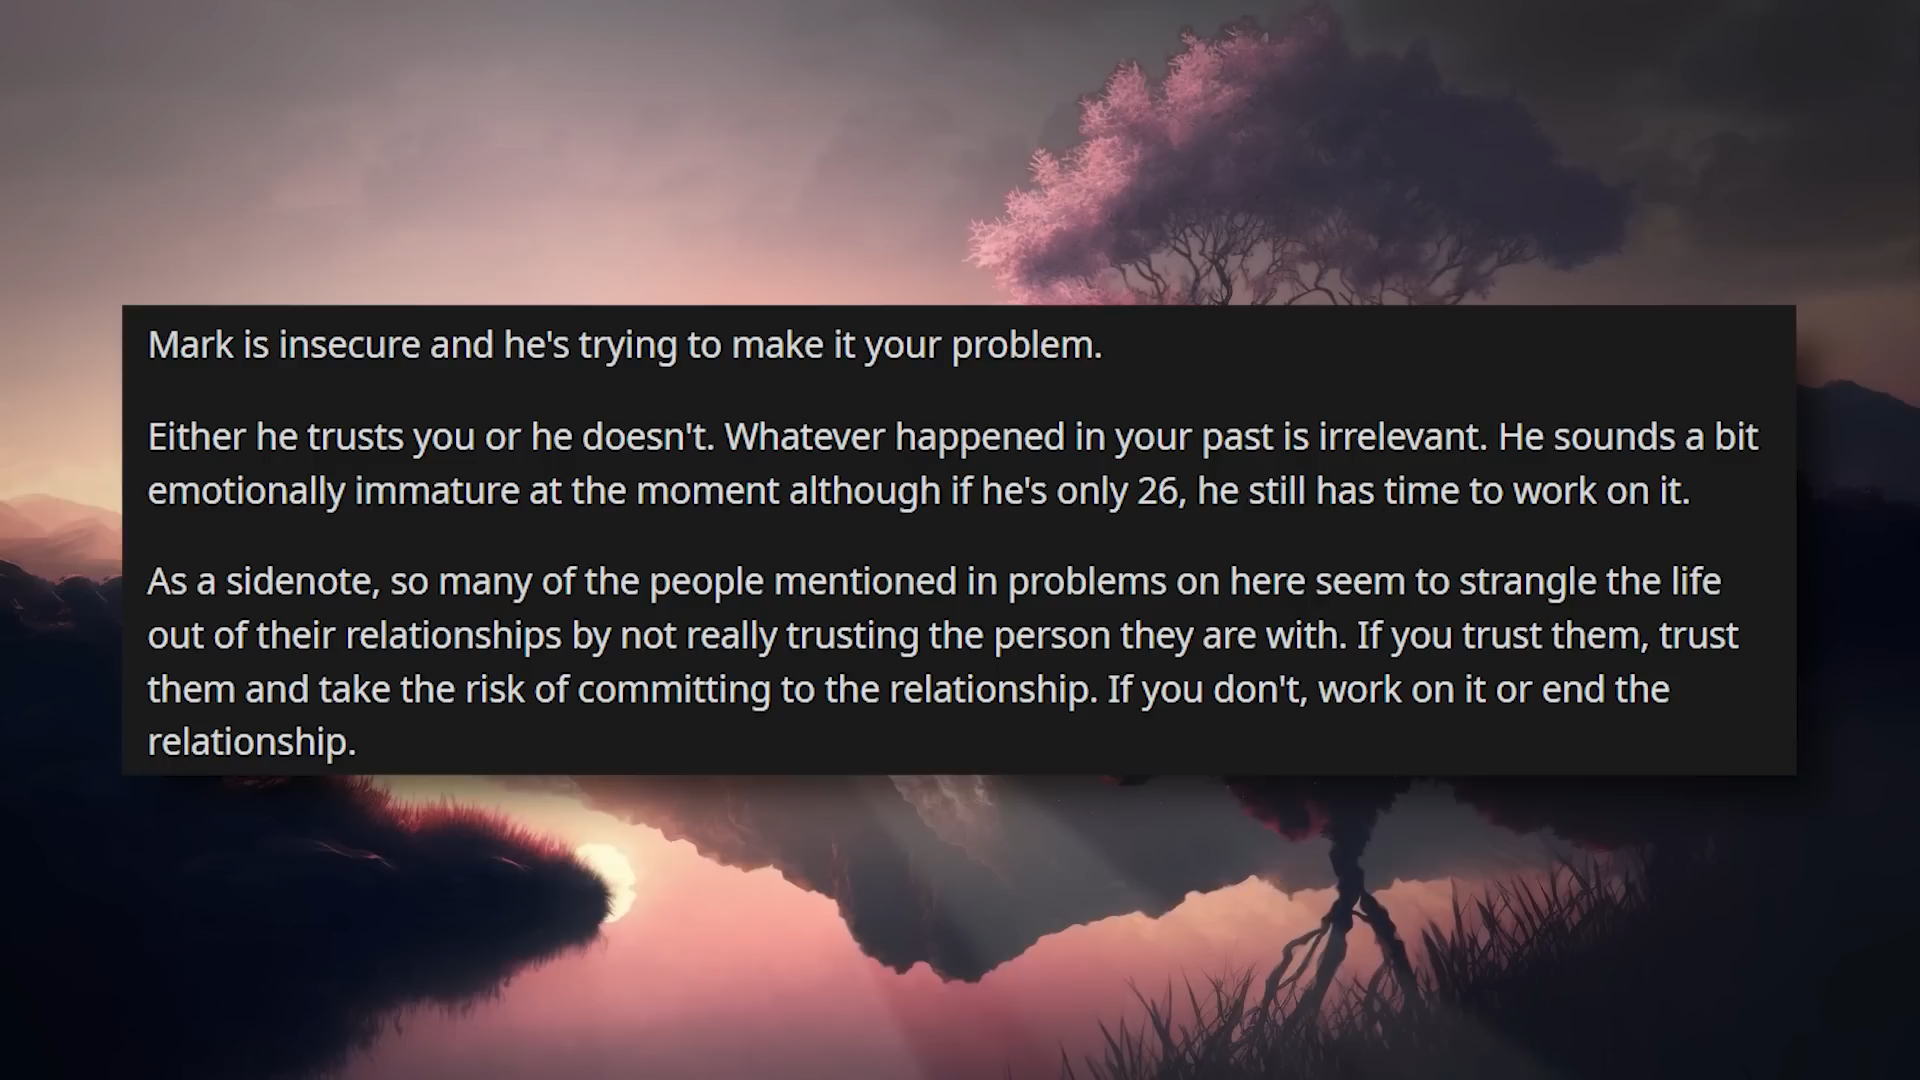 Mark is insecure and he's trying to make it your problem.
Either he trusts you or he doesn't. Whatever happened in your past is irrelevant. He sounds a bit
emotionally immature at the moment although if he's only 26, he still has time to work on it.
As a sidenote, so many of the people mentioned in problems on here seem to strangle the life
out of their relationships by not really trusting the person they are with. If you trust them, trust
them and take the risk of committing to the relationship. If you don't, work on it or end the
relationship.